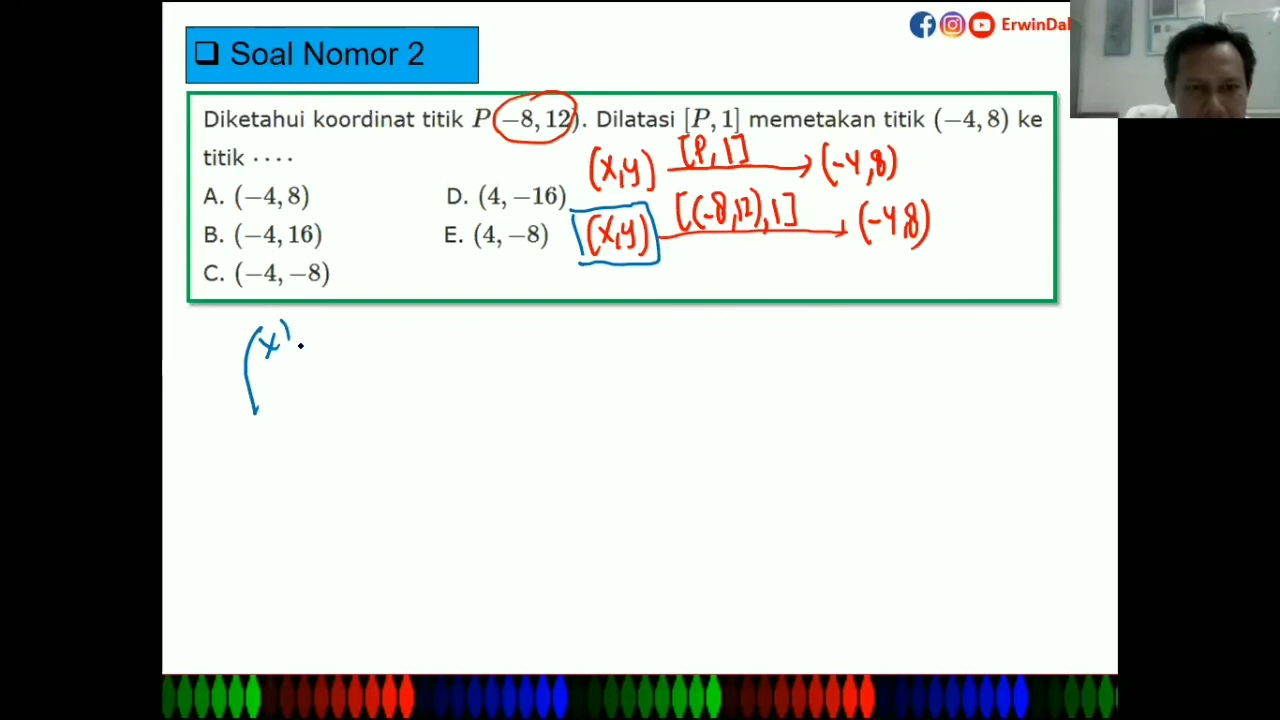 ErwinDal
❑ Soal Nomor 2
Diketahui koordinat titik P(−8, 12). Dilatasi [P, 1] memetakan titik (−4, 8) ke
titik ····
(x,y) [P, 1] → (-4,8)
A. (−4, 8)
D. (4, −16)
(x,y) [(-8,12), 1] → (-4,8)
B. (−4, 16)
E. (4, −8)
C. (−4, −8)
(x'